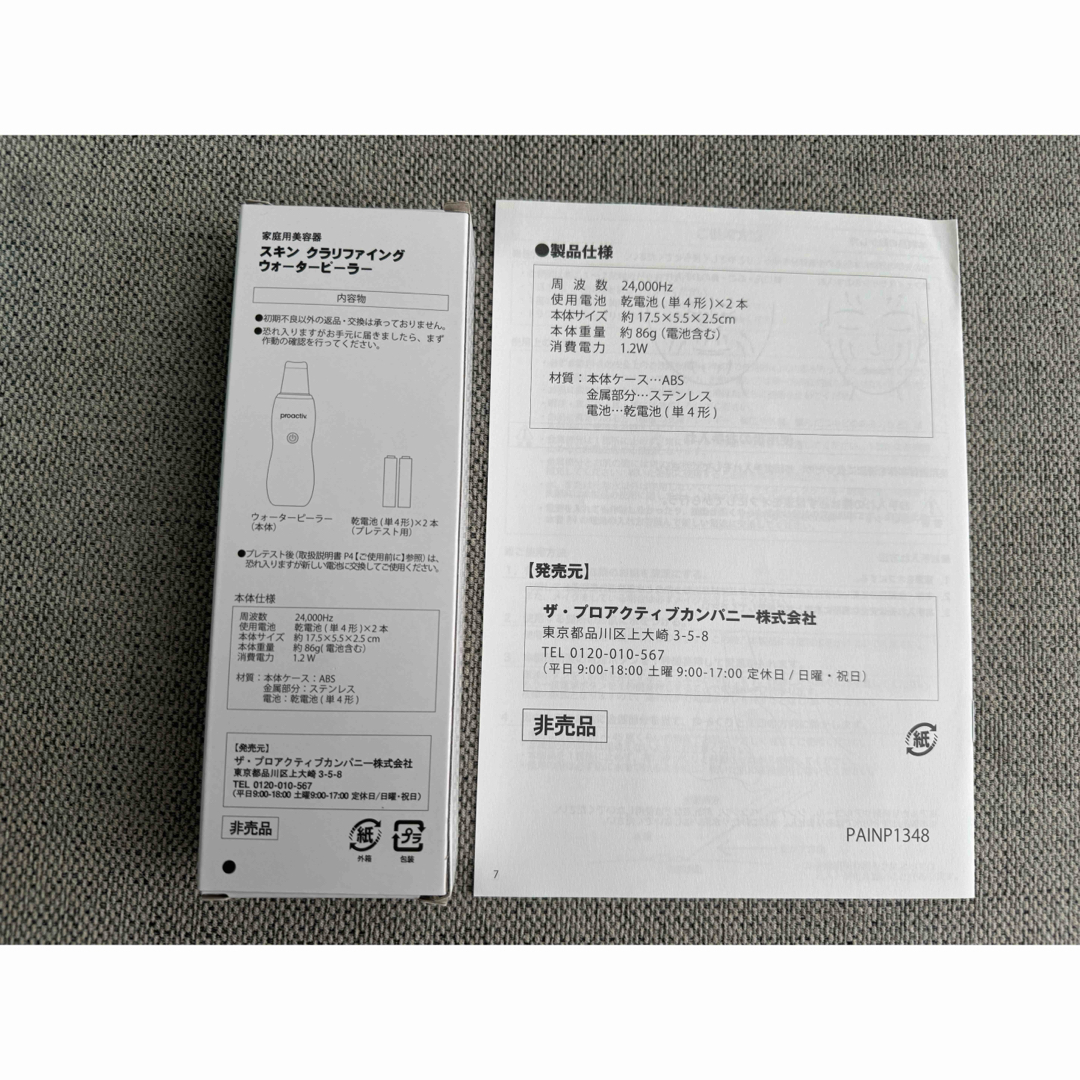 家庭用美容器
スキン クラリファイング
ウォーターピーラー
内容物
●初期不良以外の返品・交換は承っておりません。
●恐れ入りますがお手元に届きましたら、まず
作動の確認を行ってください。
proactiv
ウォーターピーラー
(本体)
乾電池(単4形)×2本
(プレテスト用)
●プレテスト後(取扱説明書 P4【ご使用前に】参照)は、
恐れ入りますが新しい電池に交換してご使用ください。
本体仕様
周波数 24,000Hz
使用電池 乾電池(単4形)×2本
本体サイズ 約17.5×5.5×2.5 cm
本体重量 約86g(電池含む)
消費電力 1.2 W
材質:本体ケース:ABS
金属部分:ステンレス
電池:乾電池(単4形)
【発売元】
ザ・プロアクティブカンパニー株式会社
東京都品川区上大崎 3-5-8
TEL 0120-010-567
(平日9:00-18:00 土曜9:00-17:00 定休日/日曜・祝日)
非売品
紙
外箱
プラ
包装
●製品仕様
周波数 24,000Hz
使用電池 乾電池(単4形)×2本
本体サイズ 約17.5×5.5×2.5cm
本体重量 約86g(電池含む)
消費電力 1.2W
材質:本体ケース…ABS
金属部分…ステンレス
電池…乾電池(単4形)
【発売元】
ザ・プロアクティブカンパニー株式会社
東京都品川区上大崎 3-5-8
TEL 0120-010-567
(平日 9:00-18:00 土曜 9:00-17:00 定休日/日曜・祝日)
非売品
紙
PAINP1348
7